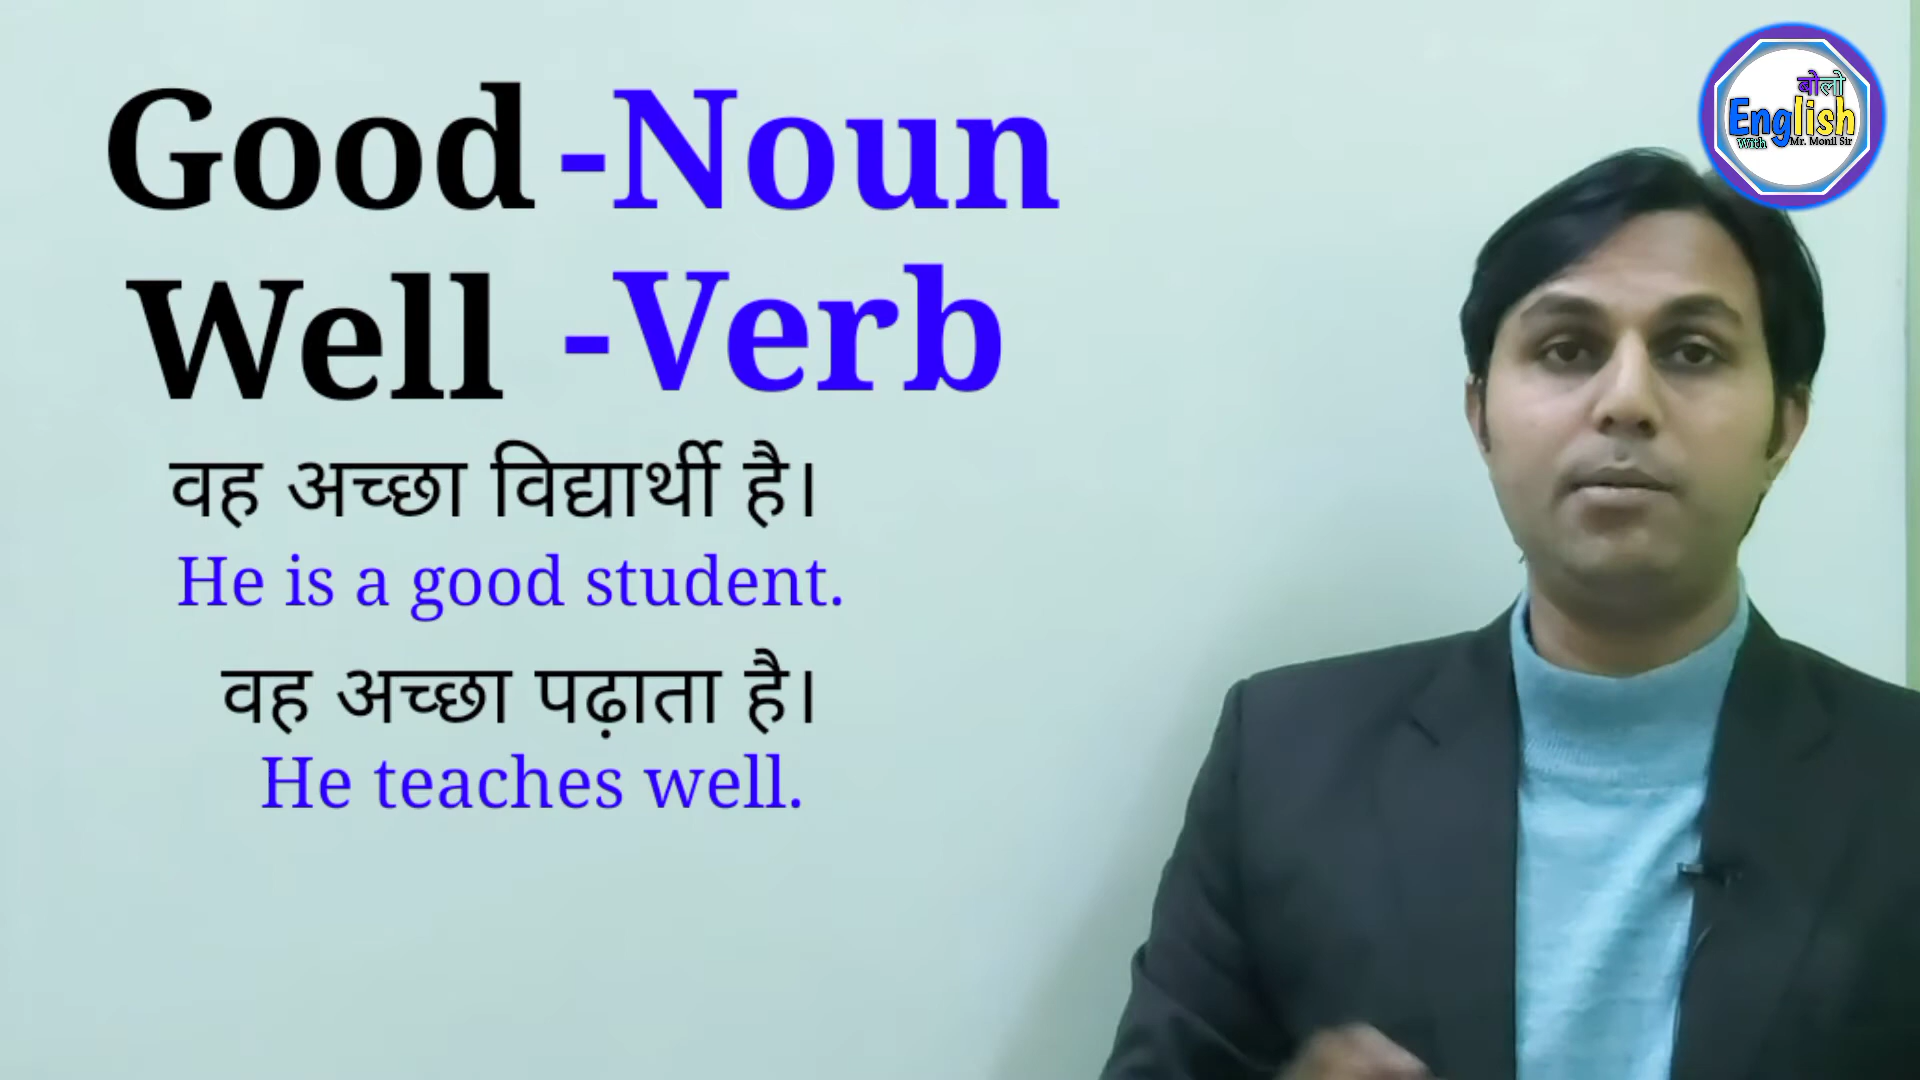 Good -Noun
Well -Verb
वह अच्छा विद्यार्थी है।
He is a good student.
वह अच्छा पढ़ाता है।
He teaches well.
बोलो
English
With Mr. Monil Sir